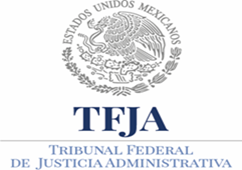 ESTADOS UNIDOS MEXICANOS
TFJA
TRIBUNAL FEDERAL
DE JUSTICIA ADMINISTRATIVA